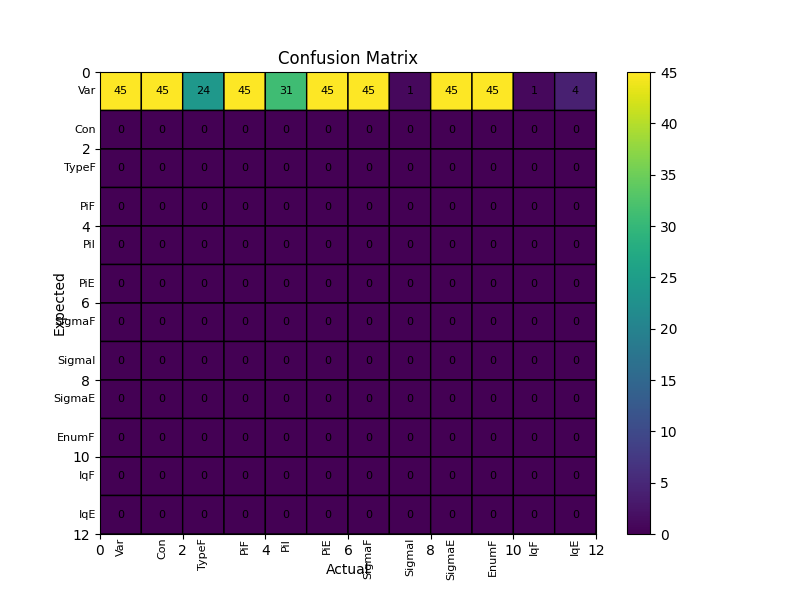 Confusion Matrix
0
Var 45 45 24 45 31 45 45 1 45 45 1 4
Con 0 0 0 0 0 0 0 0 0 0 0 0
2
TypeF 0 0 0 0 0 0 0 0 0 0 0 0
PiF 0 0 0 0 0 0 0 0 0 0 0 0
4
PiI 0 0 0 0 0 0 0 0 0 0 0 0
PiE 0 0 0 0 0 0 0 0 0 0 0 0
6
SigmaF 0 0 0 0 0 0 0 0 0 0 0 0
SigmaI 0 0 0 0 0 0 0 0 0 0 0 0
8
SigmaE 0 0 0 0 0 0 0 0 0 0 0 0
EnumF 0 0 0 0 0 0 0 0 0 0 0 0
10
IqF 0 0 0 0 0 0 0 0 0 0 0 0
IqE 0 0 0 0 0 0 0 0 0 0 0 0
12
Expected
0 2 4 6 8 10 12
Var Con TypeF PiF PiI PiE SigmaF SigmaI SigmaE EnumF IqF IqE
Actual
45
40
35
30
25
20
15
10
5
0